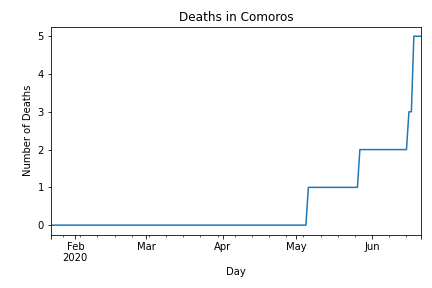 Deaths in Comoros
5
4
3
2
1
0
Number of Deaths
Feb
2020
Mar
Apr
May
Jun
Day